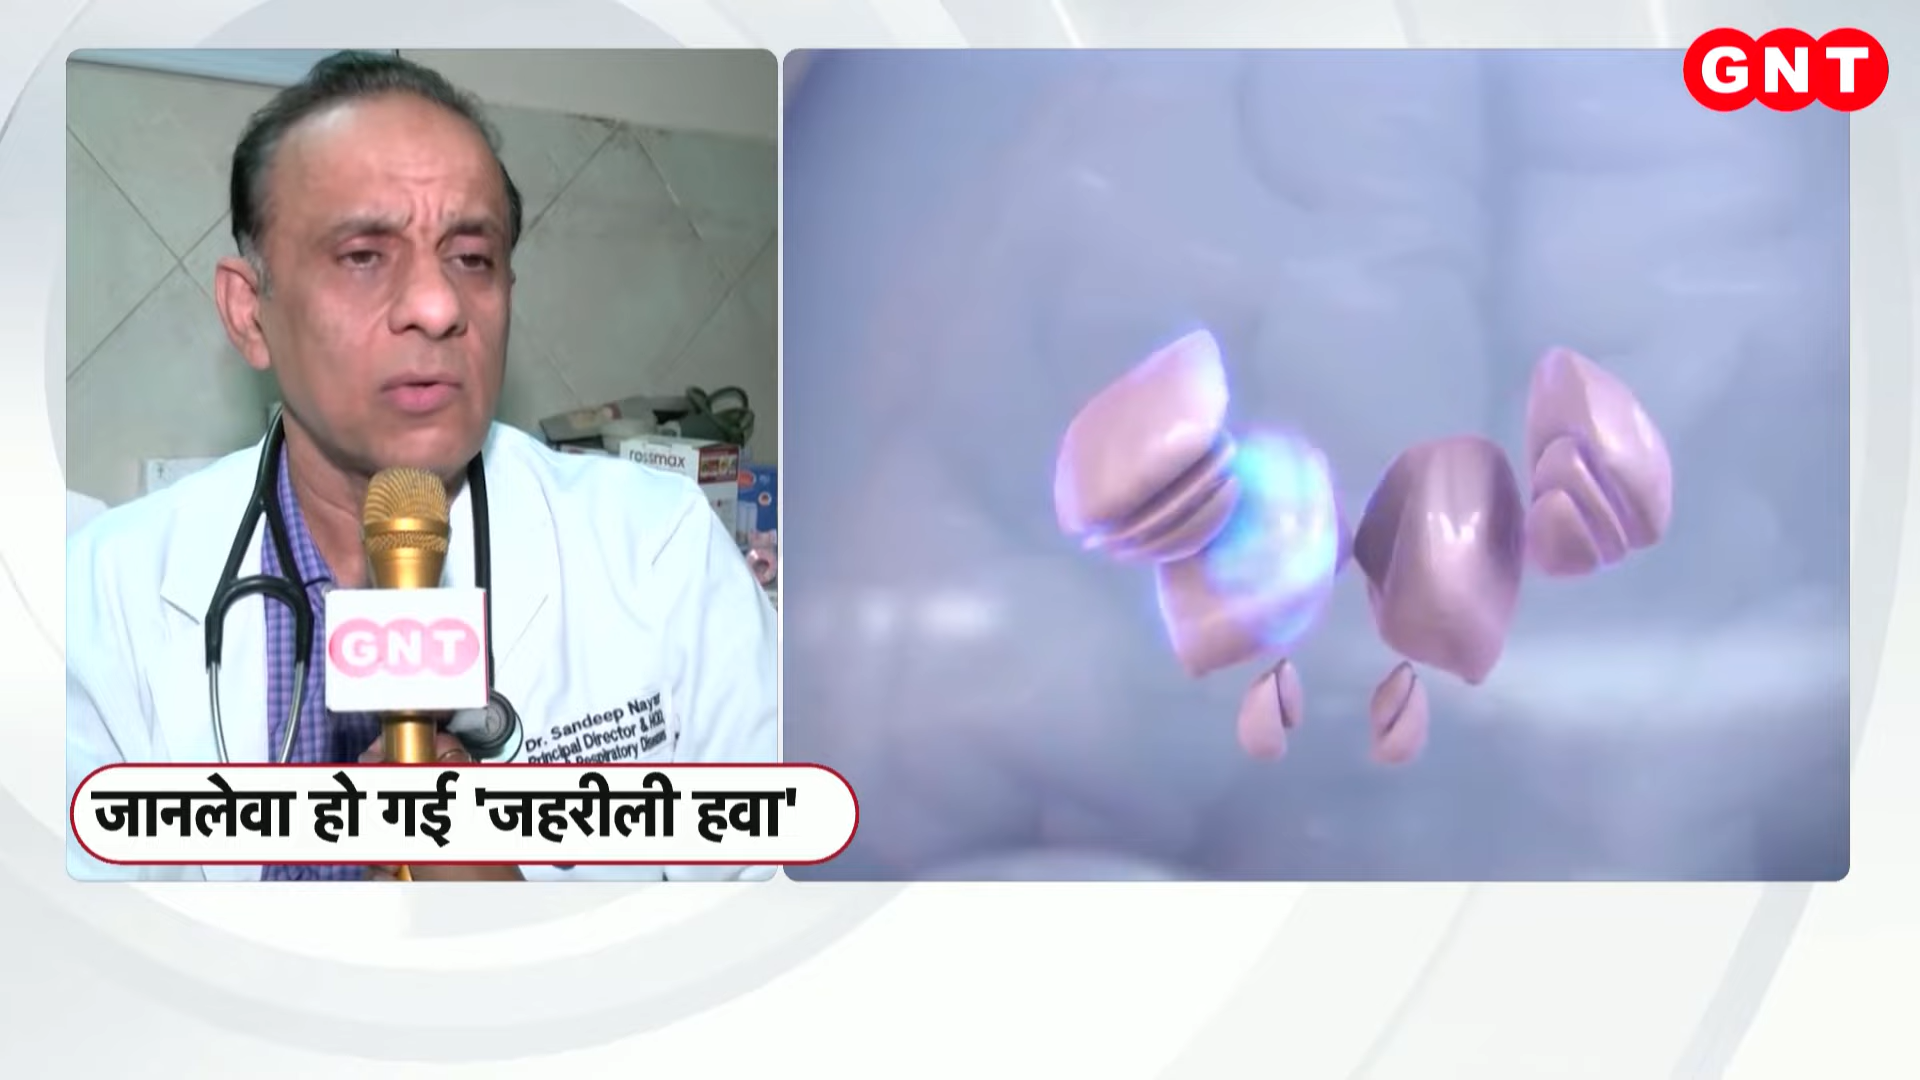 GNT
rossmax
GNT
Dr. Sandeep Nayar
Principal Director & HOD,
Respiratory Diseases
जानलेवा हो गई 'जहरीली हवा'